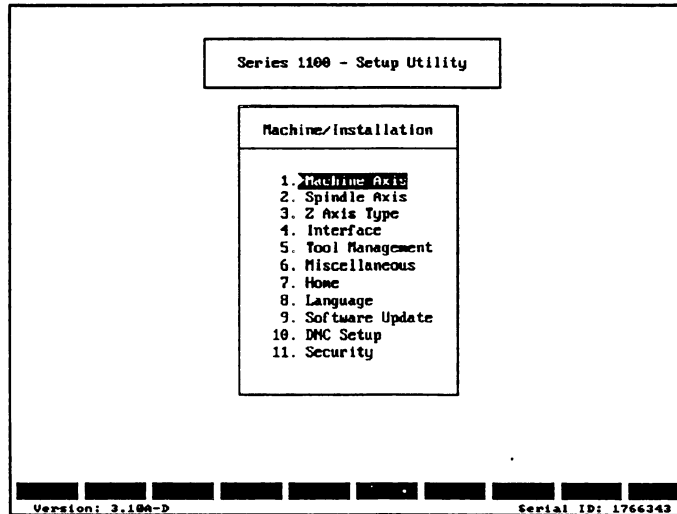 Series 1100 - Setup Utility
Machine/Installation
1.>Machine Axis
2. Spindle Axis
3. Z Axis Type
4. Interface
5. Tool Management
6. Miscellaneous
7. Home
8. Language
9. Software Update
10. DNC Setup
11. Security
Version: 3.10A-D
Serial ID: 1766343